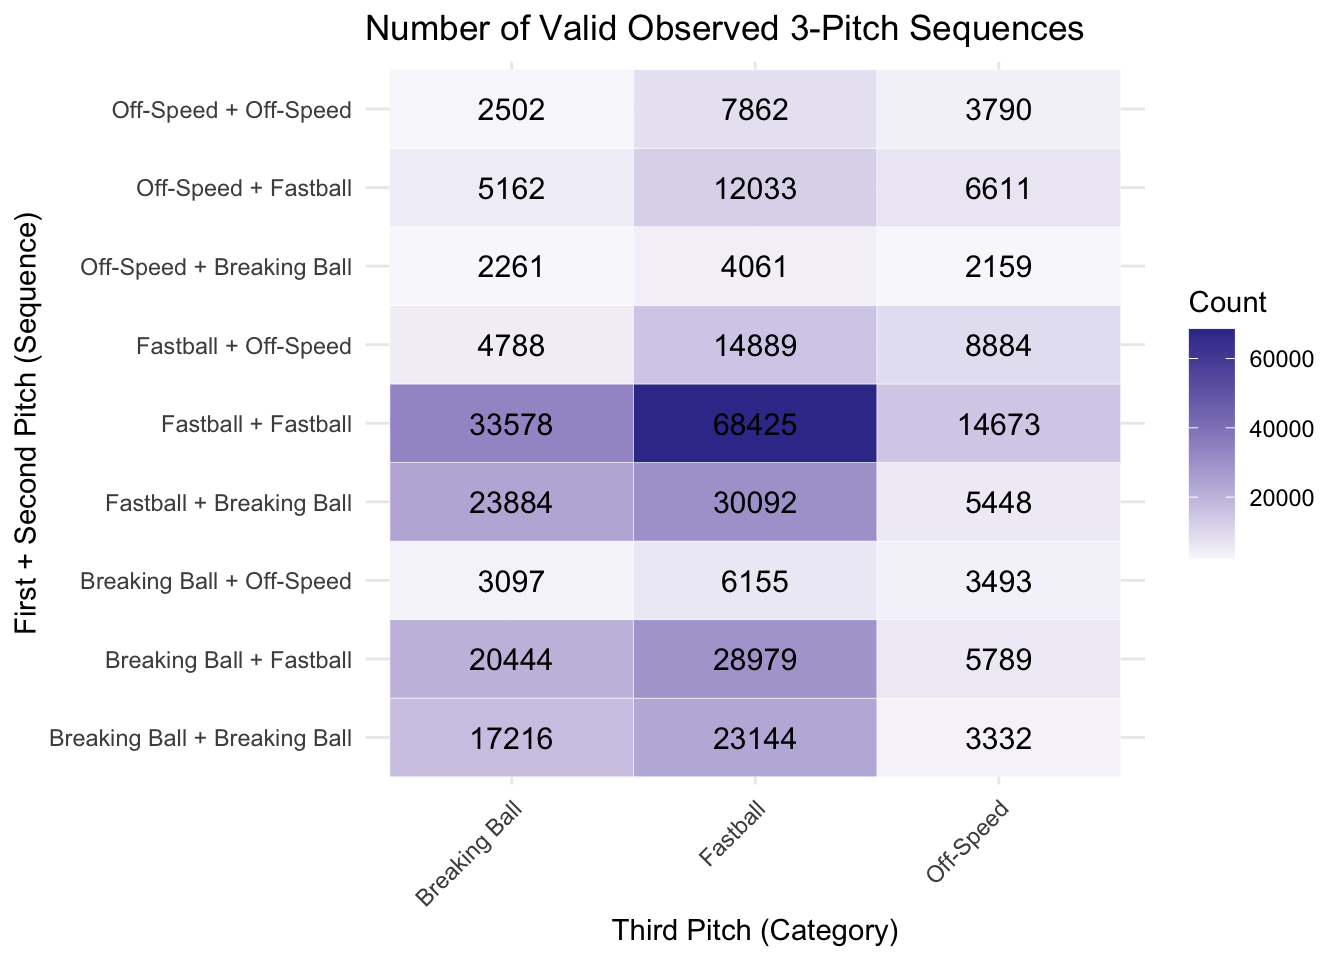 Number of Valid Observed 3-Pitch Sequences
First + Second Pitch (Sequence)
Off-Speed + Off-Speed 2502 7862 3790
Off-Speed + Fastball 5162 12033 6611
Off-Speed + Breaking Ball 2261 4061 2159
Fastball + Off-Speed 4788 14889 8884
Fastball + Fastball 33578 68425 14673
Fastball + Breaking Ball 23884 30092 5448
Breaking Ball + Off-Speed 3097 6155 3493
Breaking Ball + Fastball 20444 28979 5789
Breaking Ball + Breaking Ball 17216 23144 3332
Breaking Ball Fastball Off-Speed
Third Pitch (Category)
Count
60000
40000
20000